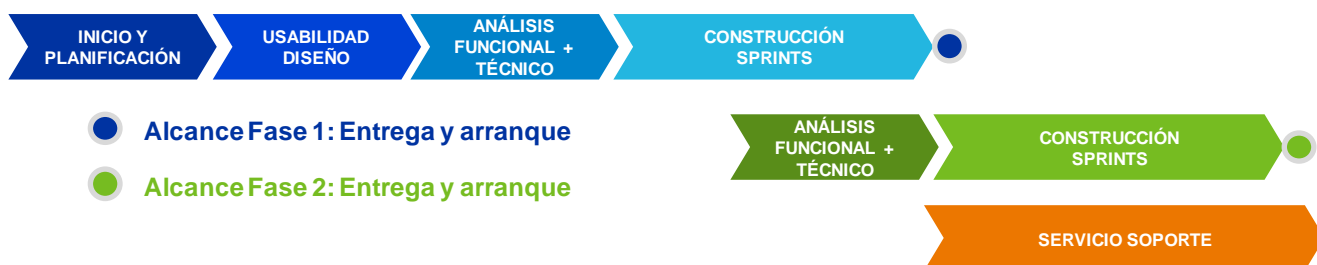 INICIO Y
PLANIFICACIÓN
USABILIDAD
DISEÑO
ANÁLISIS
FUNCIONAL +
TÉCNICO
CONSTRUCCIÓN
SPRINTS
Alcance Fase 1: Entrega y arranque
Alcance Fase 2: Entrega y arranque
ANÁLISIS
FUNCIONAL +
TÉCNICO
CONSTRUCCIÓN
SPRINTS
SERVICIO SOPORTE